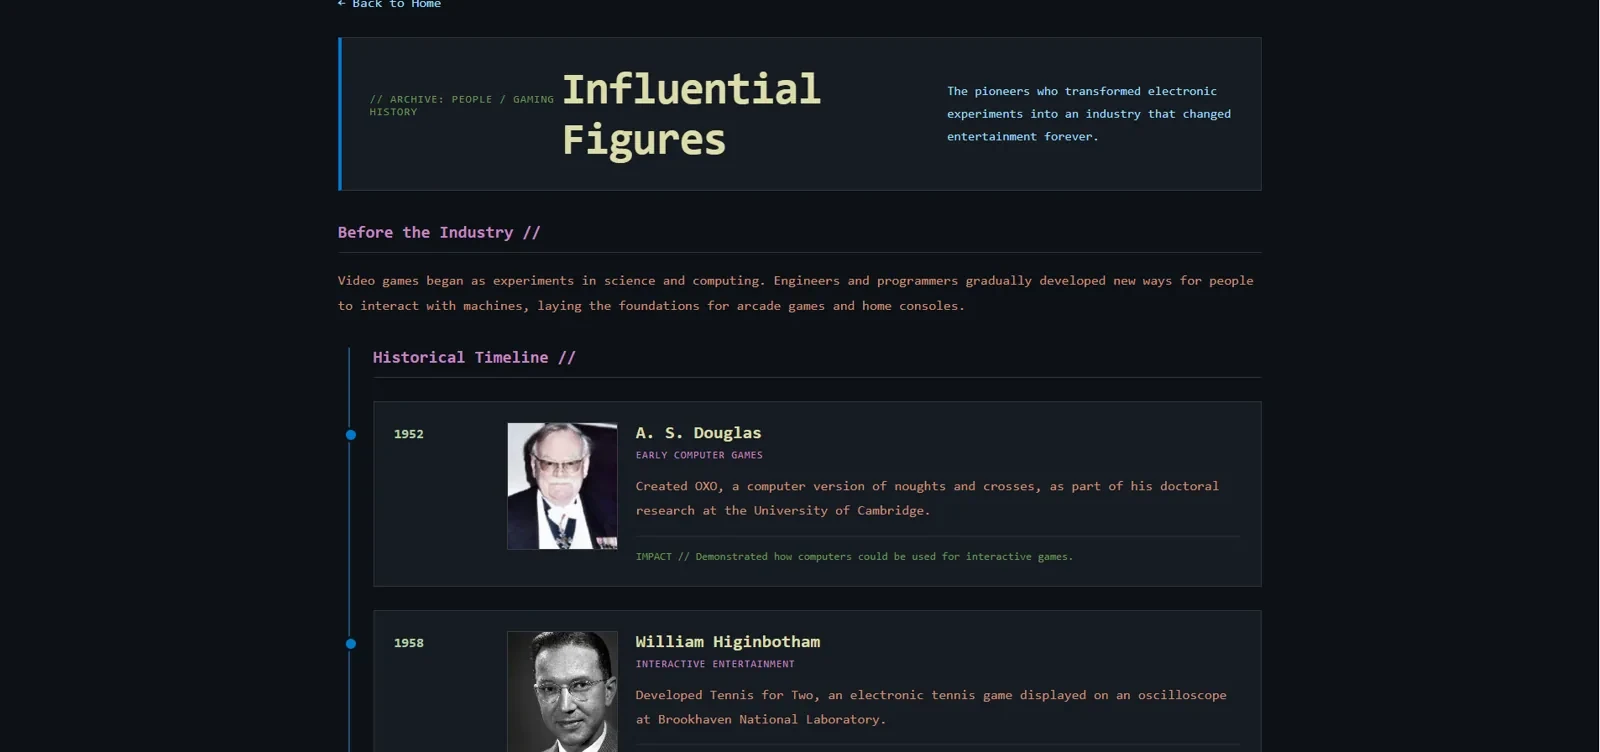 ← Back to Home
// ARCHIVE: PEOPLE / GAMING
HISTORY
Influential
Figures
The pioneers who transformed electronic
experiments into an industry that changed
entertainment forever.
Before the Industry //
Video games began as experiments in science and computing. Engineers and programmers gradually developed new ways for people
to interact with machines, laying the foundations for arcade games and home consoles.
Historical Timeline //
1952
A. S. Douglas
EARLY COMPUTER GAMES
Created OXO, a computer version of noughts and crosses, as part of his doctoral
research at the University of Cambridge.
IMPACT // Demonstrated how computers could be used for interactive games.
1958
William Higinbotham
INTERACTIVE ENTERTAINMENT
Developed Tennis for Two, an electronic tennis game displayed on an oscilloscope
at Brookhaven National Laboratory.